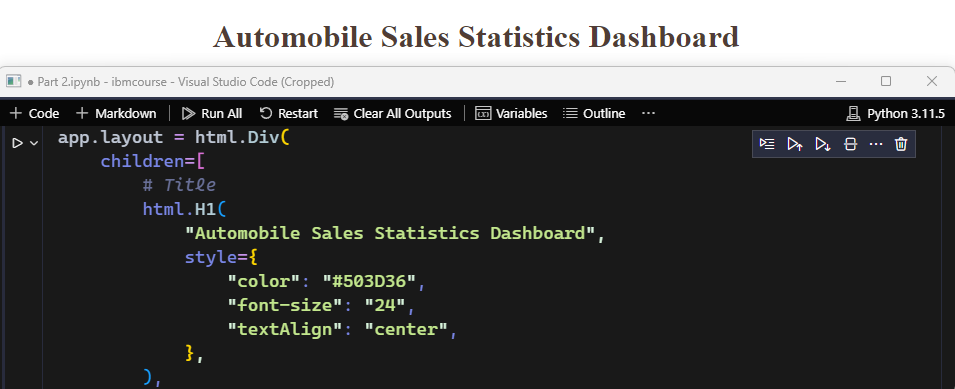 Automobile Sales Statistics Dashboard
● Part 2.ipynb - ibmcourse - Visual Studio Code (Cropped)
+ Code + Markdown | Run All Restart Clear All Outputs | Variables Outline ··· Python 3.11.5
app.layout = html.Div(
children=[
# Title
html.H1(
"Automobile Sales Statistics Dashboard",
style={
"color": "#503D36",
"font-size": "24",
"textAlign": "center",
},
),